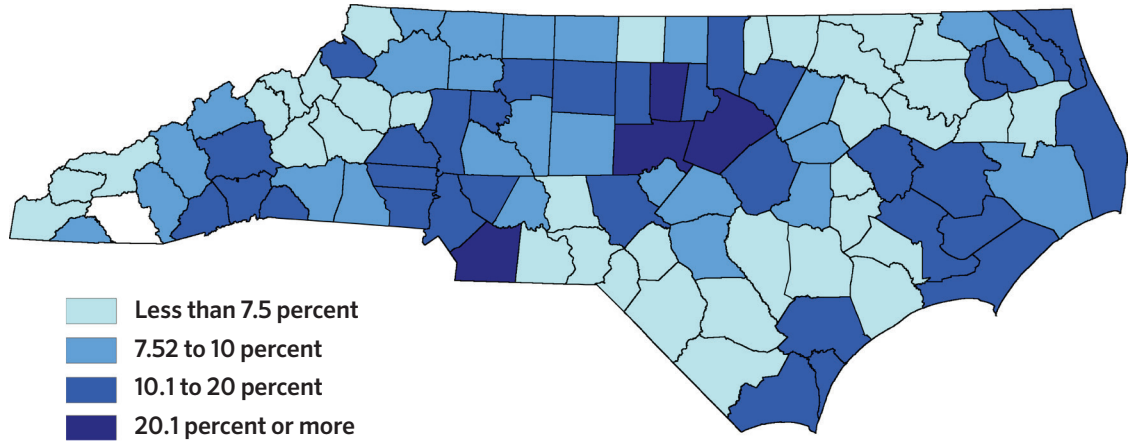 Less than 7.5 percent
7.52 to 10 percent
10.1 to 20 percent
20.1 percent or more